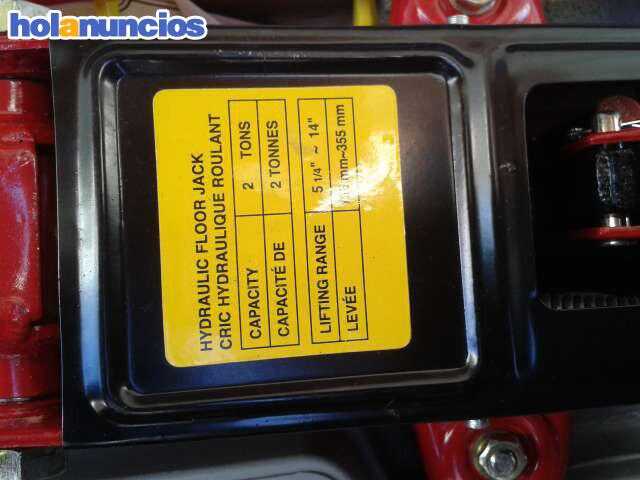 holanuncios
HYDRAULIC FLOOR JACK
CRIC HYDRAULIQUE ROULANT
CAPACITY 2 TONS
CAPACITÉ DE 2 TONNES
LIFTING RANGE 5 1/4" ~ 14"
LEVÉE mm~355 mm